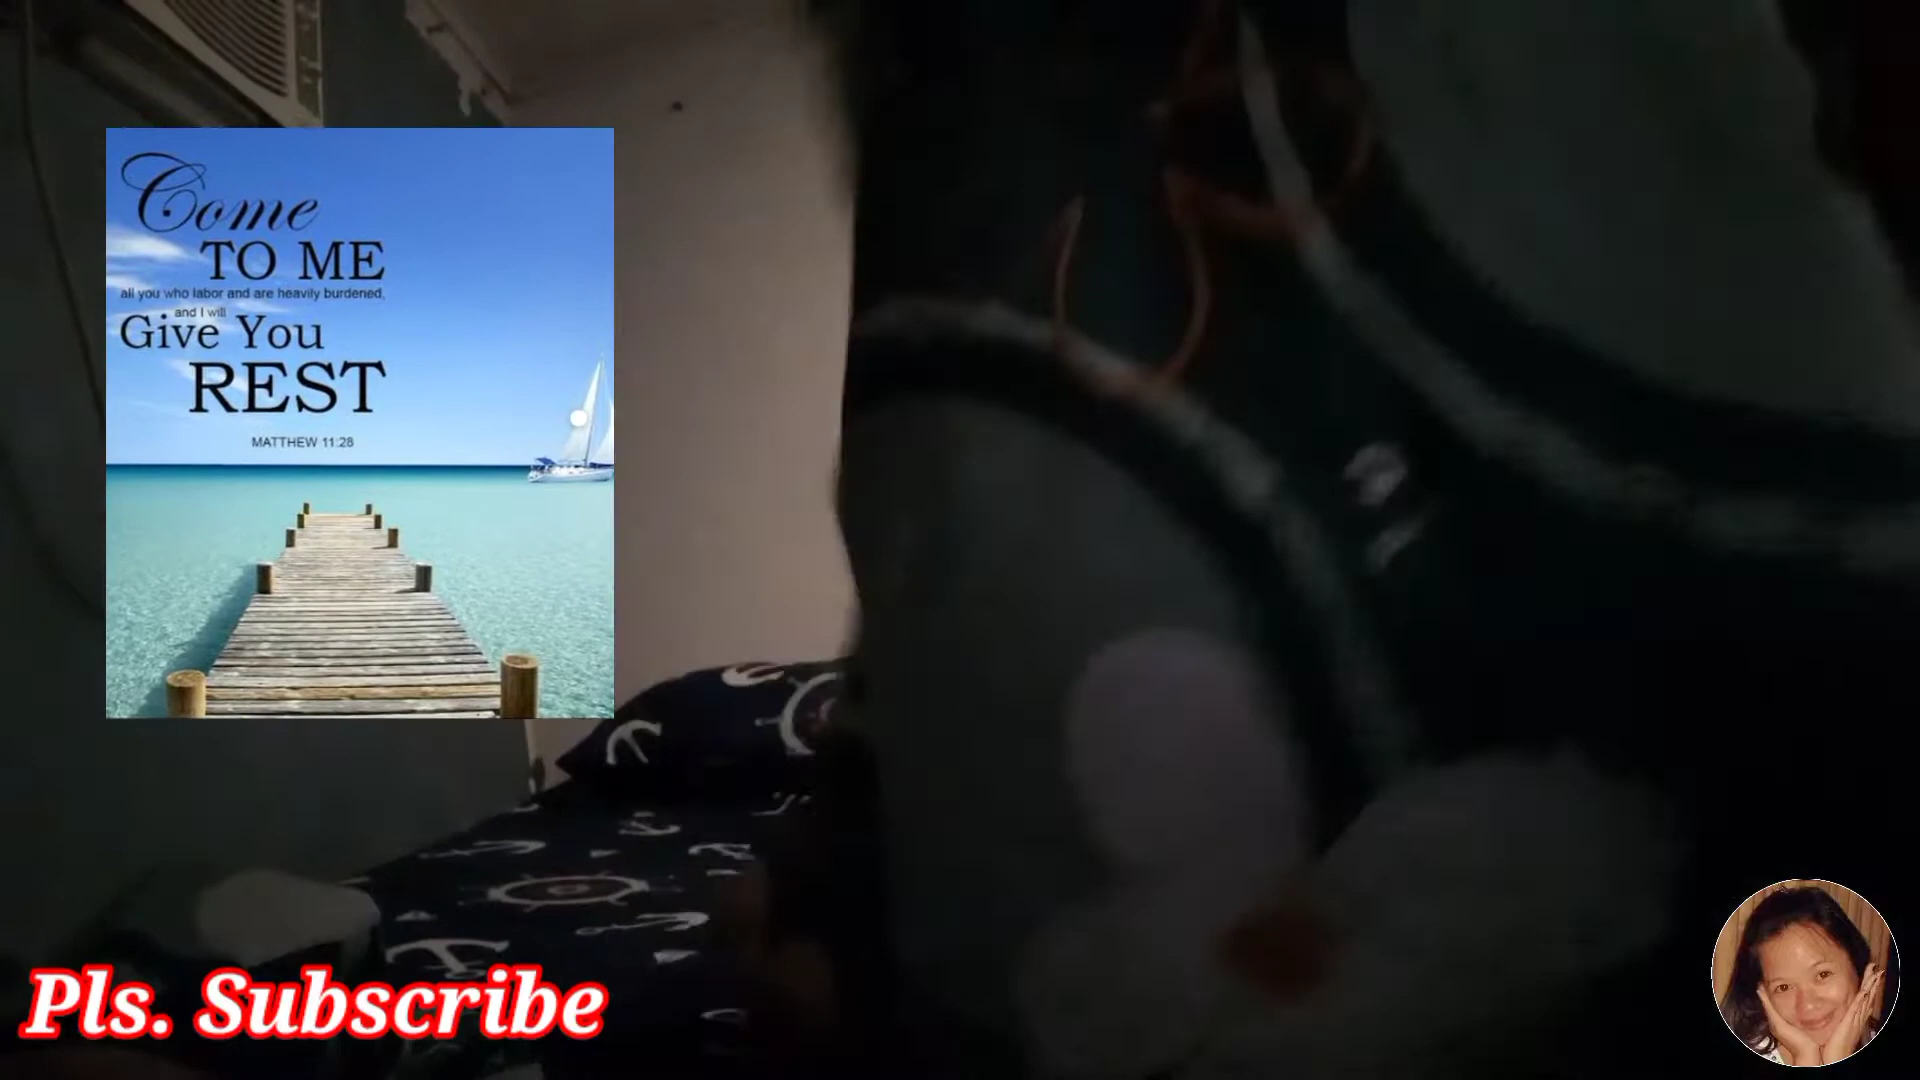 Come
TO ME
all you who labor and are heavily burdened,
and I will
Give You
REST
MATTHEW 11:28
Pls. Subscribe